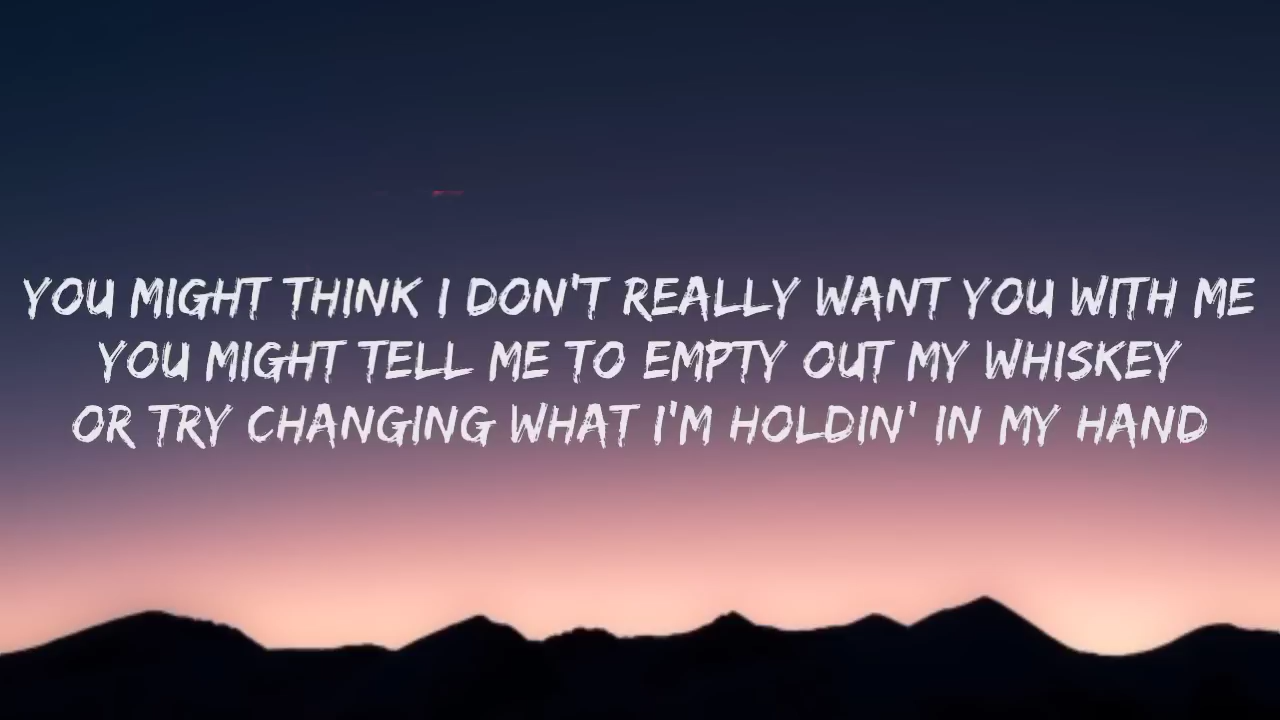 YOU MIGHT THINK I DON'T REALLY WANT YOU WITH ME
YOU MIGHT TELL ME TO EMPTY OUT MY WHISKEY
OR TRY CHANGING WHAT I'M HOLDIN' IN MY HAND